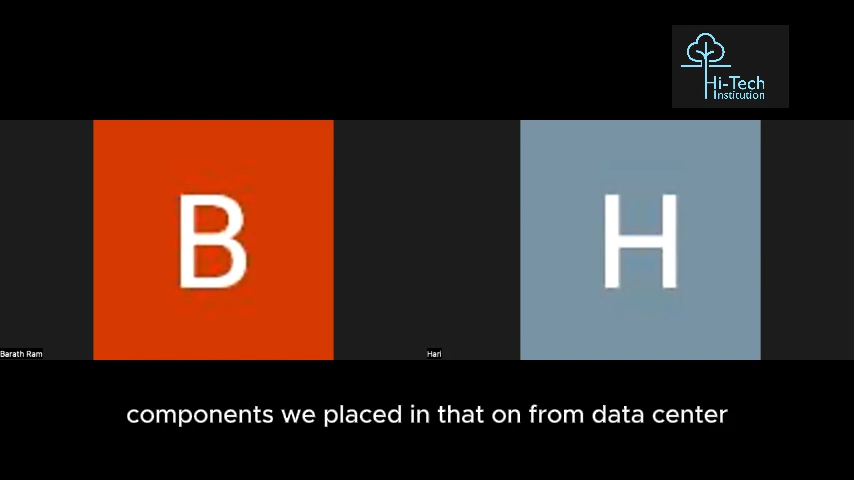 Hi-Tech
Institution
B
H
Barath Ram
Hari
components we placed in that on from data center